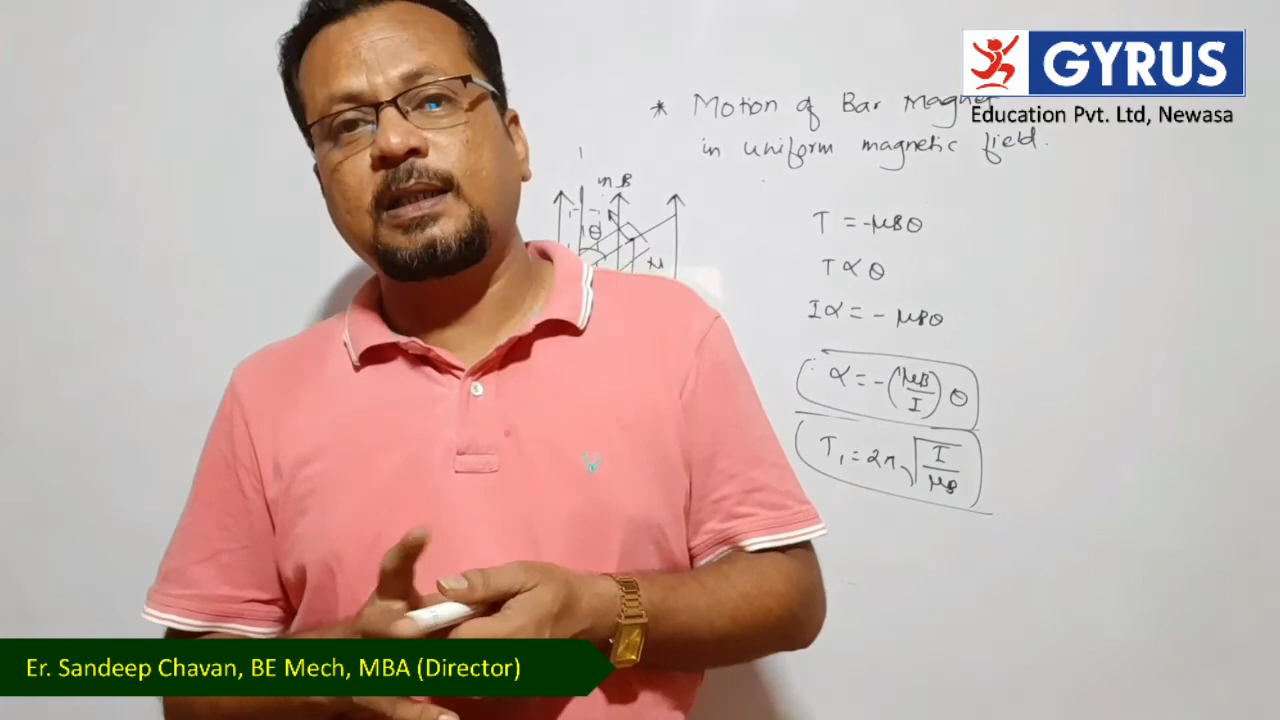 GYRUS
Education Pvt. Ltd, Newasa
* Motion of Bar Magnet
in uniform magnetic field.
B
θ
μ
T = -μBθ
T ∝ θ
Iα = - μBθ
α = -(μB/I) θ
T₁ = 2π √(I/μB)
Er. Sandeep Chavan, BE Mech, MBA (Director)